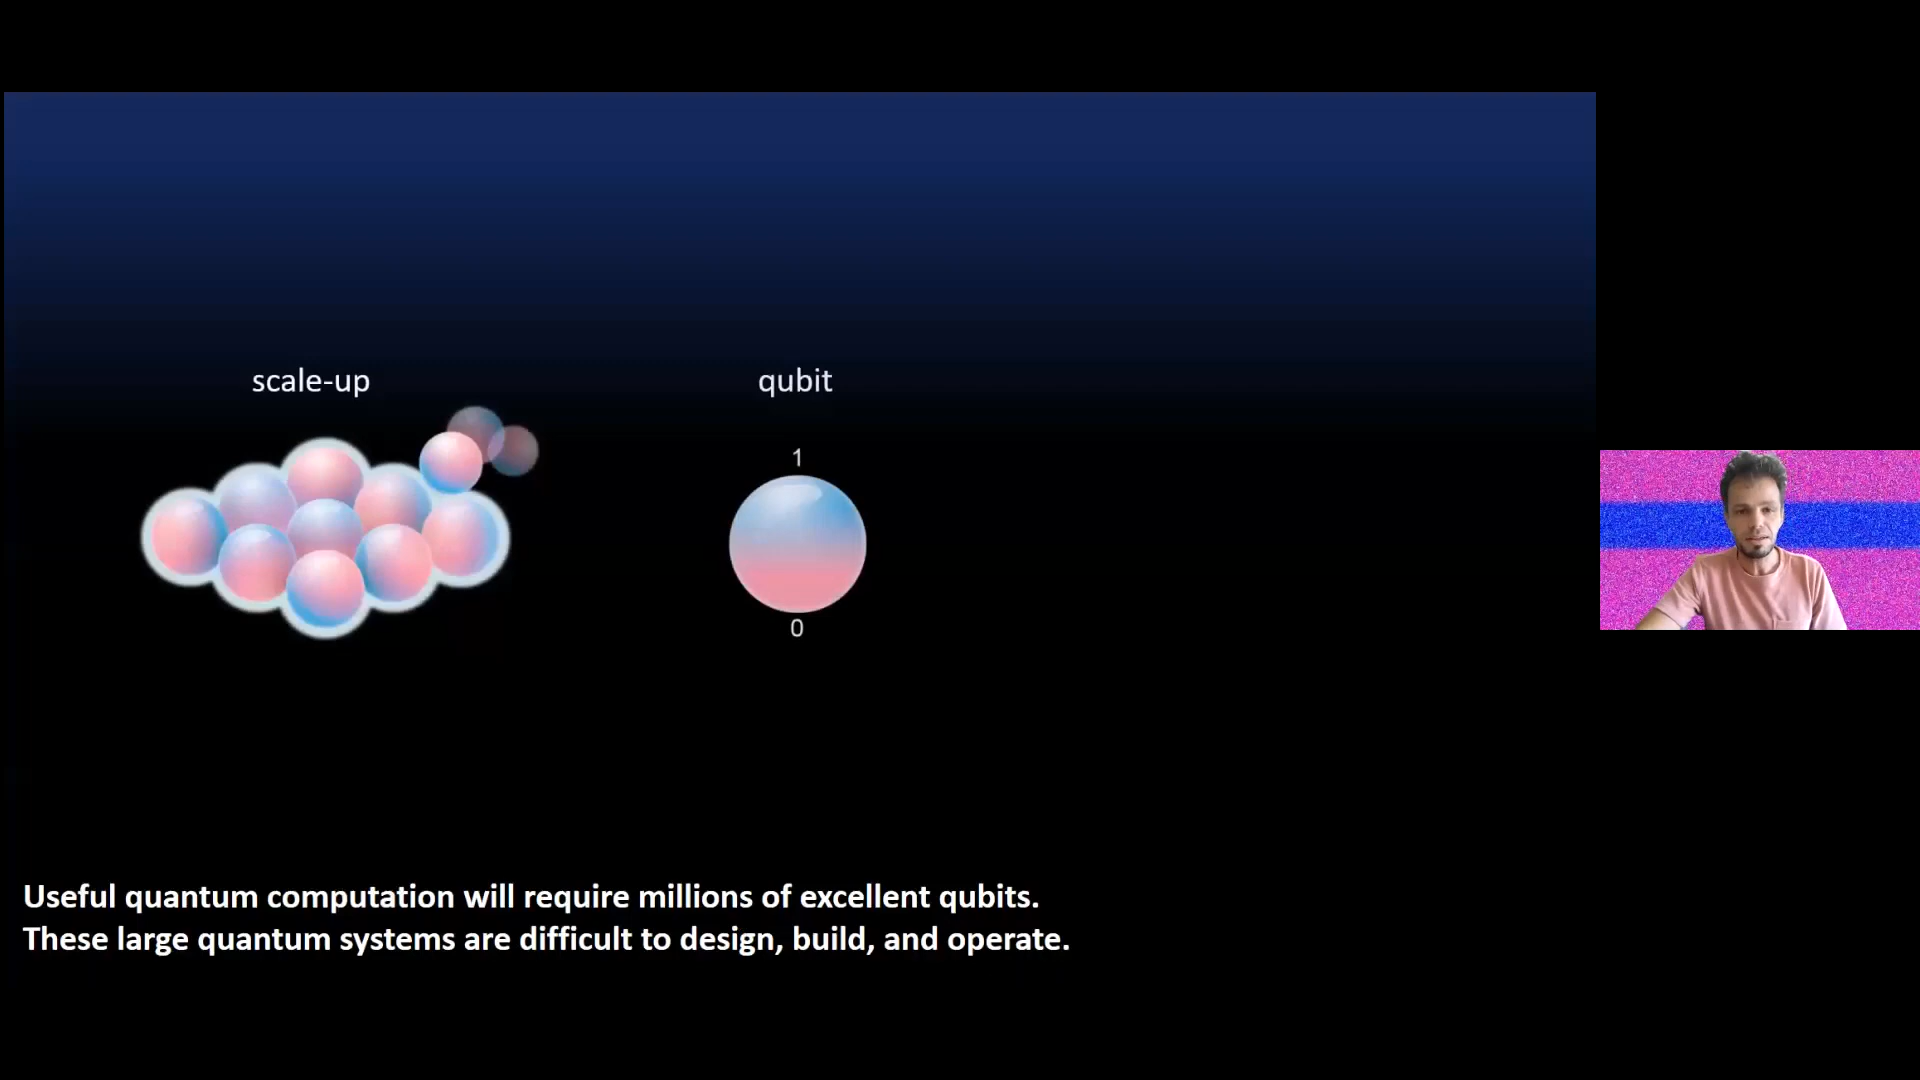 scale-up
qubit
1
0
Useful quantum computation will require millions of excellent qubits.
These large quantum systems are difficult to design, build, and operate.